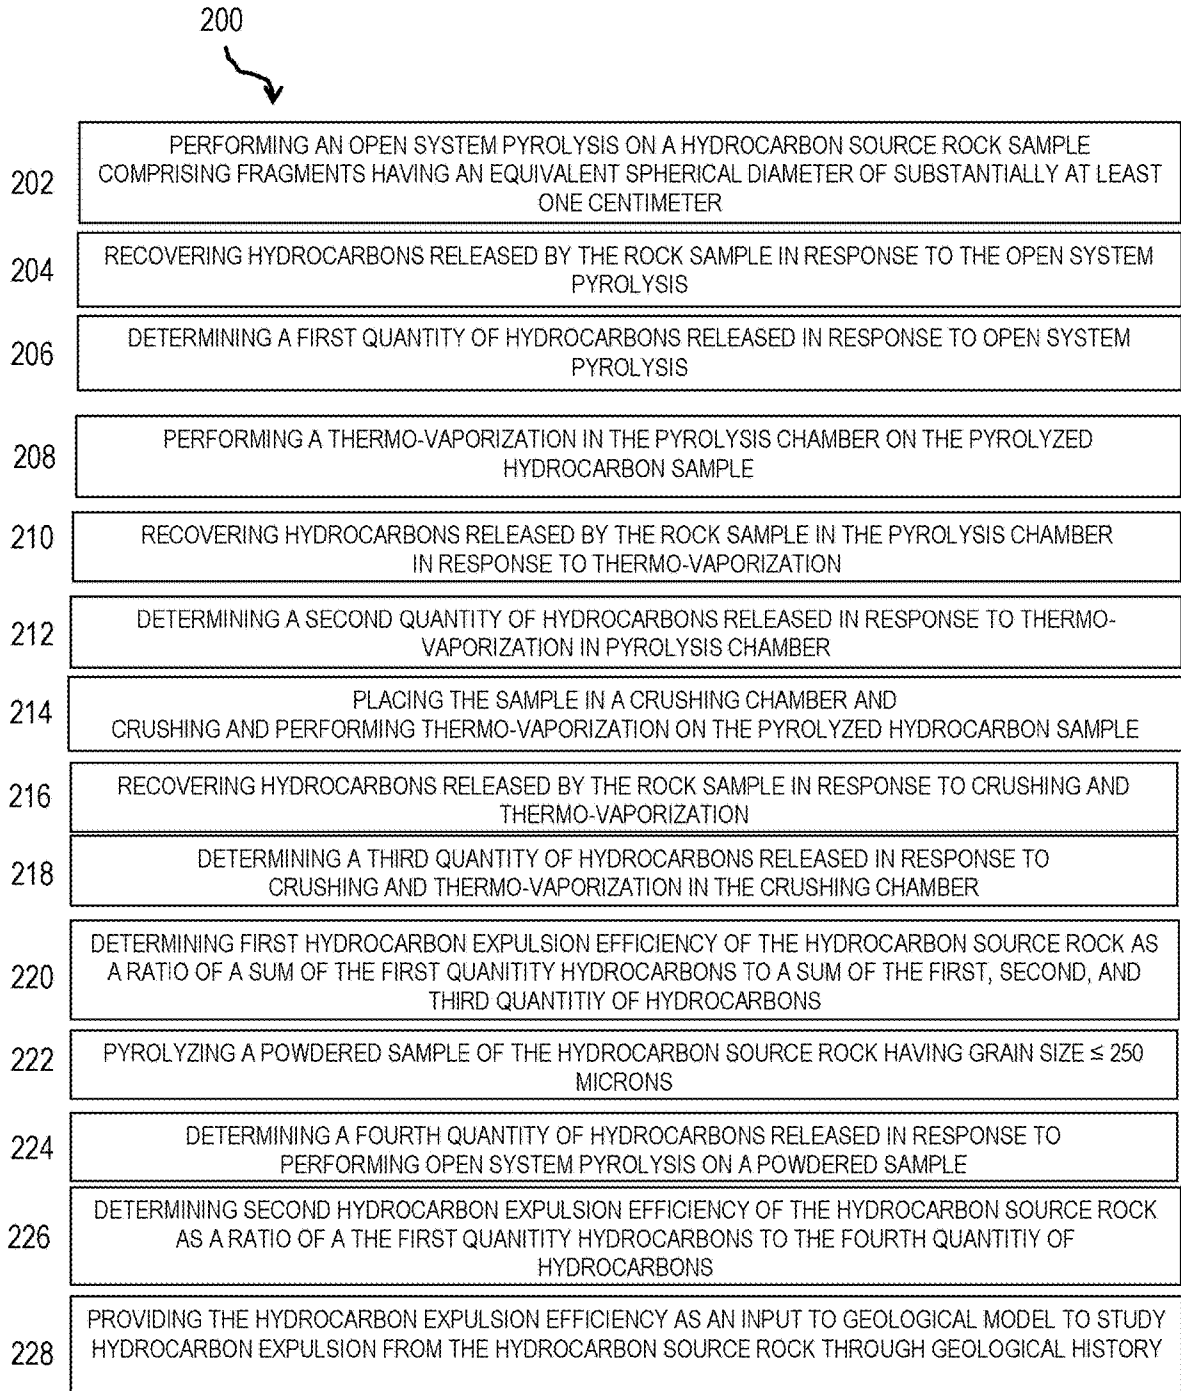 200
202
PERFORMING AN OPEN SYSTEM PYROLYSIS ON A HYDROCARBON SOURCE ROCK SAMPLE
COMPRISING FRAGMENTS HAVING AN EQUIVALENT SPHERICAL DIAMETER OF SUBSTANTIALLY AT LEAST
ONE CENTIMETER
204
RECOVERING HYDROCARBONS RELEASED BY THE ROCK SAMPLE IN RESPONSE TO THE OPEN SYSTEM
PYROLYSIS
206
DETERMINING A FIRST QUANTITY OF HYDROCARBONS RELEASED IN RESPONSE TO OPEN SYSTEM
PYROLYSIS
208
PERFORMING A THERMO-VAPORIZATION IN THE PYROLYSIS CHAMBER ON THE PYROLYZED
HYDROCARBON SAMPLE
210
RECOVERING HYDROCARBONS RELEASED BY THE ROCK SAMPLE IN THE PYROLYSIS CHAMBER
IN RESPONSE TO THERMO-VAPORIZATION
212
DETERMINING A SECOND QUANTITY OF HYDROCARBONS RELEASED IN RESPONSE TO THERMO-
VAPORIZATION IN PYROLYSIS CHAMBER
214
PLACING THE SAMPLE IN A CRUSHING CHAMBER AND
CRUSHING AND PERFORMING THERMO-VAPORIZATION ON THE PYROLYZED HYDROCARBON SAMPLE
216
RECOVERING HYDROCARBONS RELEASED BY THE ROCK SAMPLE IN RESPONSE TO CRUSHING AND
THERMO-VAPORIZATION
218
DETERMINING A THIRD QUANTITY OF HYDROCARBONS RELEASED IN RESPONSE TO
CRUSHING AND THERMO-VAPORIZATION IN THE CRUSHING CHAMBER
220
DETERMINING FIRST HYDROCARBON EXPULSION EFFICIENCY OF THE HYDROCARBON SOURCE ROCK AS
A RATIO OF A SUM OF THE FIRST QUANITITY HYDROCARBONS TO A SUM OF THE FIRST, SECOND, AND
THIRD QUANTITIY OF HYDROCARBONS
222
PYROLYZING A POWDERED SAMPLE OF THE HYDROCARBON SOURCE ROCK HAVING GRAIN SIZE ≤ 250
MICRONS
224
DETERMINING A FOURTH QUANTITY OF HYDROCARBONS RELEASED IN RESPONSE TO
PERFORMING OPEN SYSTEM PYROLYSIS ON A POWDERED SAMPLE
226
DETERMINING SECOND HYDROCARBON EXPULSION EFFICIENCY OF THE HYDROCARBON SOURCE ROCK
AS A RATIO OF A THE FIRST QUANITITY HYDROCARBONS TO THE FOURTH QUANTITIY OF
HYDROCARBONS
228
PROVIDING THE HYDROCARBON EXPULSION EFFICIENCY AS AN INPUT TO GEOLOGICAL MODEL TO STUDY
HYDROCARBON EXPULSION FROM THE HYDROCARBON SOURCE ROCK THROUGH GEOLOGICAL HISTORY